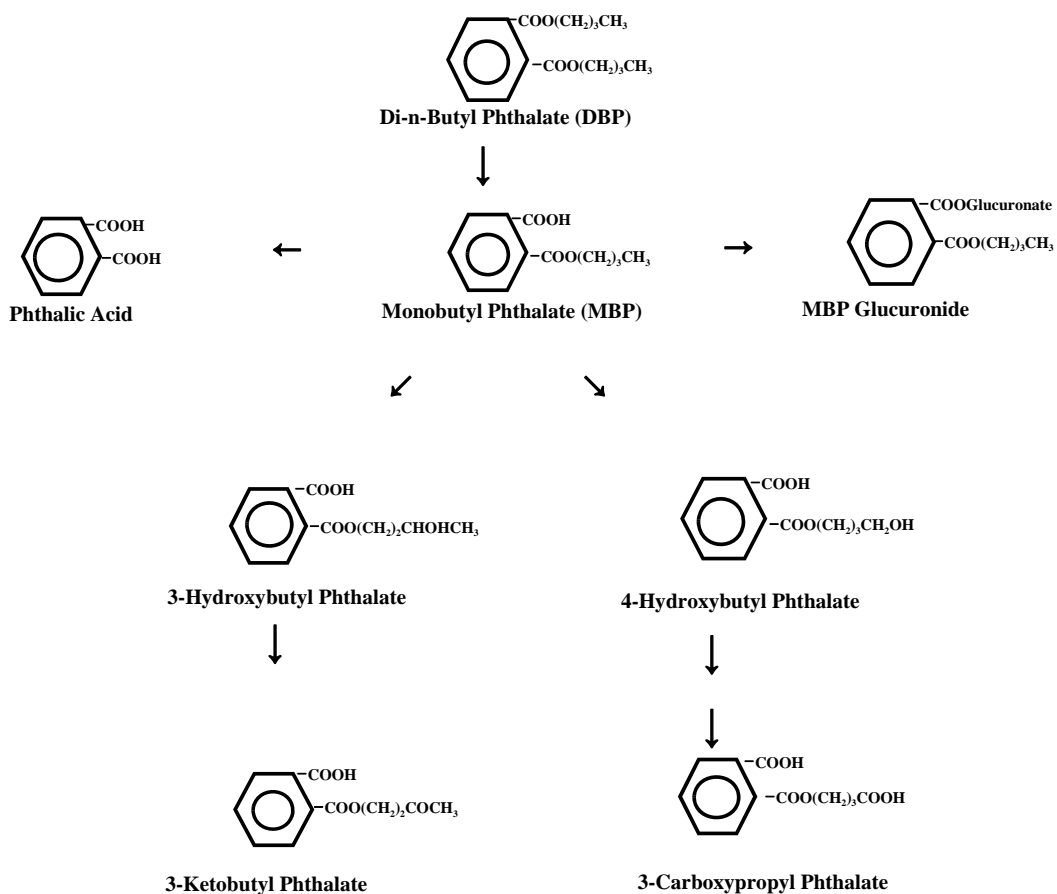 COO(CH₂)₃CH₃
COO(CH₂)₃CH₃
Di-n-Butyl Phthalate (DBP)
COOH
COOH
Phthalic Acid
COOH
COO(CH₂)₃CH₃
Monobutyl Phthalate (MBP)
COOGlucuronate
COO(CH₂)₃CH₃
MBP Glucuronide
COOH
COO(CH₂)₂CHOHCH₃
3-Hydroxybutyl Phthalate
COOH
COO(CH₂)₃CH₂OH
4-Hydroxybutyl Phthalate
COOH
COO(CH₂)₂COCH₃
3-Ketobutyl Phthalate
COOH
COO(CH₂)₃COOH
3-Carboxypropyl Phthalate